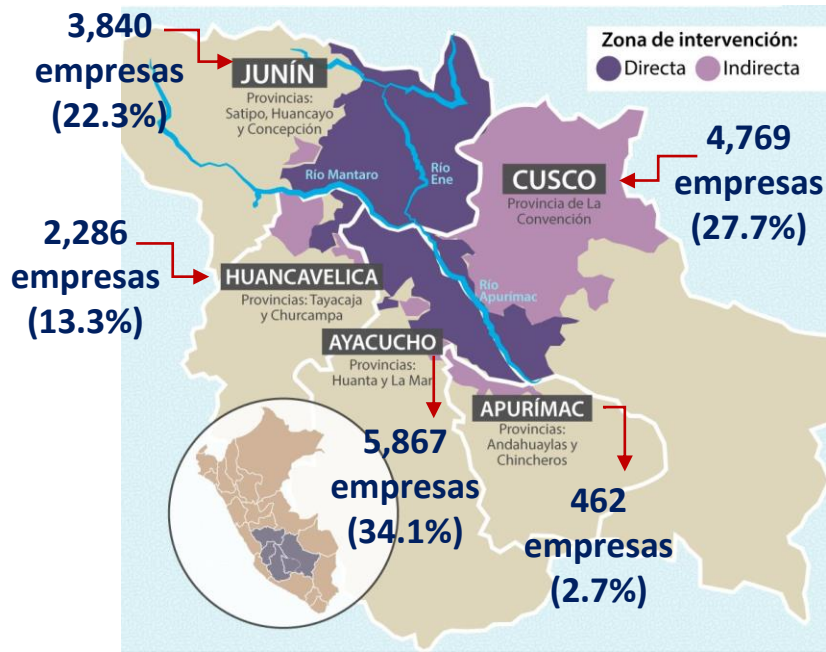 3,840
empresas
(22.3%)
JUNÍN
Provincias:
Satipo, Huancayo
y Concepción
Zona de intervención:
Directa
Indirecta
4,769
empresas
(27.7%)
CUSCO
Provincia de La
Convención
Río Mantaro
Río
Ene
2,286
empresas
(13.3%)
HUANCAVELICA
Provincias: Tayacaja
y Churcampa
Río
Apurímac
AYACUCHO
Provincias:
Huanta y La Mar
5,867
empresas
(34.1%)
APURÍMAC
Provincias:
Andahuaylas y
Chincheros
462
empresas
(2.7%)